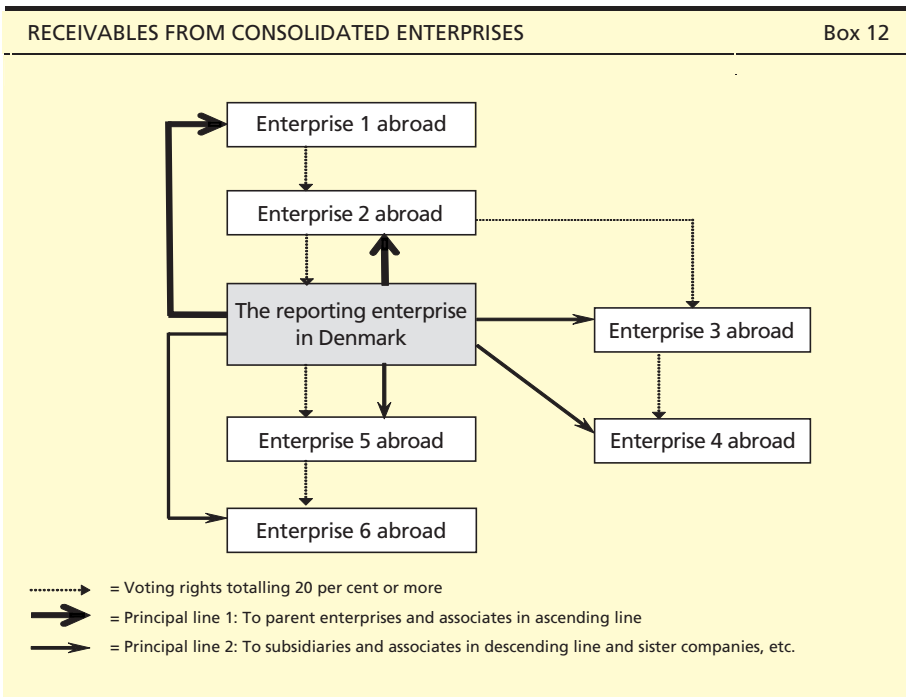 RECEIVABLES FROM CONSOLIDATED ENTERPRISES Box 12
Enterprise 1 abroad
Enterprise 2 abroad
The reporting enterprise
in Denmark
Enterprise 3 abroad
Enterprise 5 abroad
Enterprise 4 abroad
Enterprise 6 abroad
= Voting rights totalling 20 per cent or more
= Principal line 1: To parent enterprises and associates in ascending line
= Principal line 2: To subsidiaries and associates in descending line and sister companies, etc.